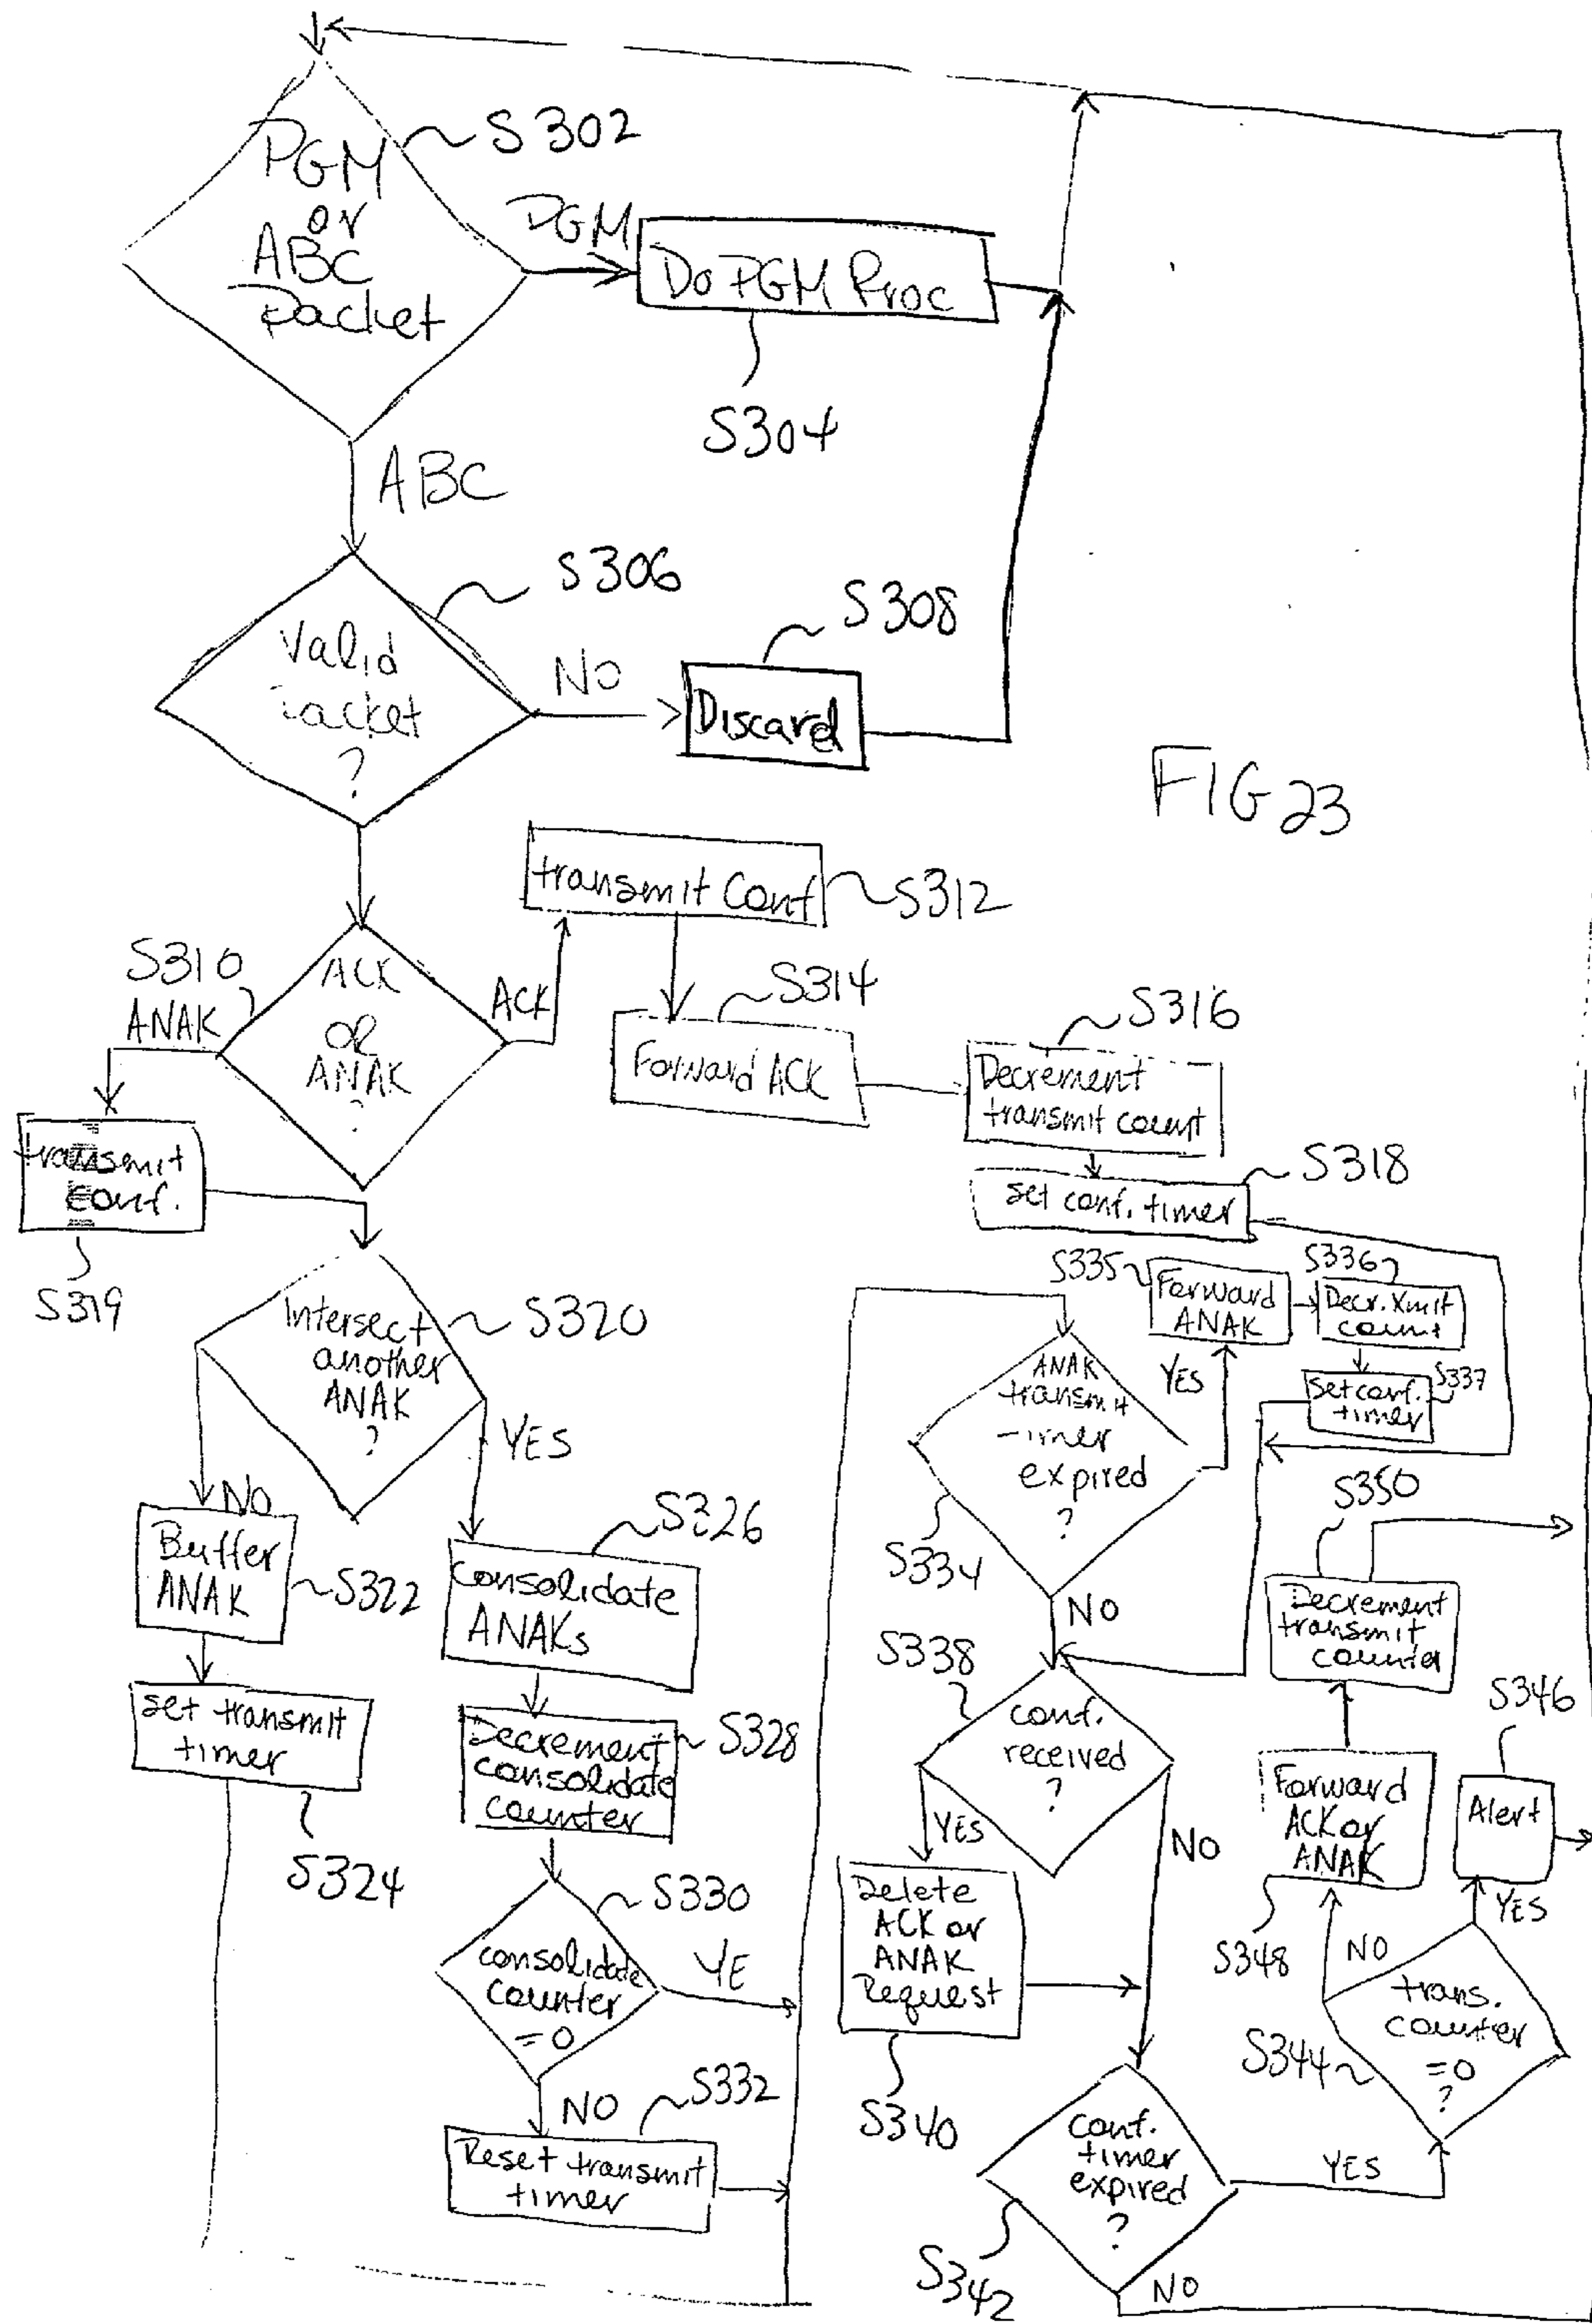 PGM
or
ABC
Packet
S302
PGM
Do PGM Proc
S304
ABC
Valid
Packet
?
S306
NO
Discard
S308
FIG 23
transmit Conf
S312
S310
ANAK
ACK
OR
ANAK
?
ACK
S314
Forward ACK
S316
Decrement
transmit count
S318
set conf. timer
transmit
conf.
S319
Intersect
another
ANAK
?
S320
NO
YES
Buffer
ANAK
S322
set transmit
timer
S324
S326
Consolidate
ANAKs
Decrement
consolidate
counter
S328
S330
consolidate
counter
=0
YE
NO
S332
Reset transmit
timer
S335
Forward
ANAK
S336
Decr. Xmit
count
set conf.
timer
S337
ANAK
transmit
timer
expired
?
YES
S334
NO
S338
conf.
received
?
YES
NO
Delete
ACK or
ANAK
Request
S340
conf.
timer
expired
?
S342
YES
NO
S350
Decrement
transmit
counter
S346
Forward
ACK or
ANAK
Alert
S348
NO
YES
trans.
counter
=0
?
S344